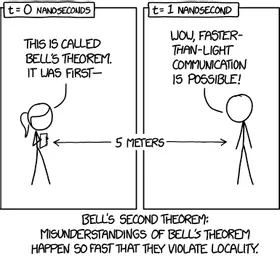 t=0 NANOSECONDS
THIS IS CALLED
BELL'S THEOREM.
IT WAS FIRST—
t=1 NANOSECOND
WOW, FASTER-
THAN-LIGHT
COMMUNICATION
IS POSSIBLE!
5 METERS
BELL'S SECOND THEOREM:
MISUNDERSTANDINGS OF BELL'S THEOREM
HAPPEN SO FAST THAT THEY VIOLATE LOCALITY.